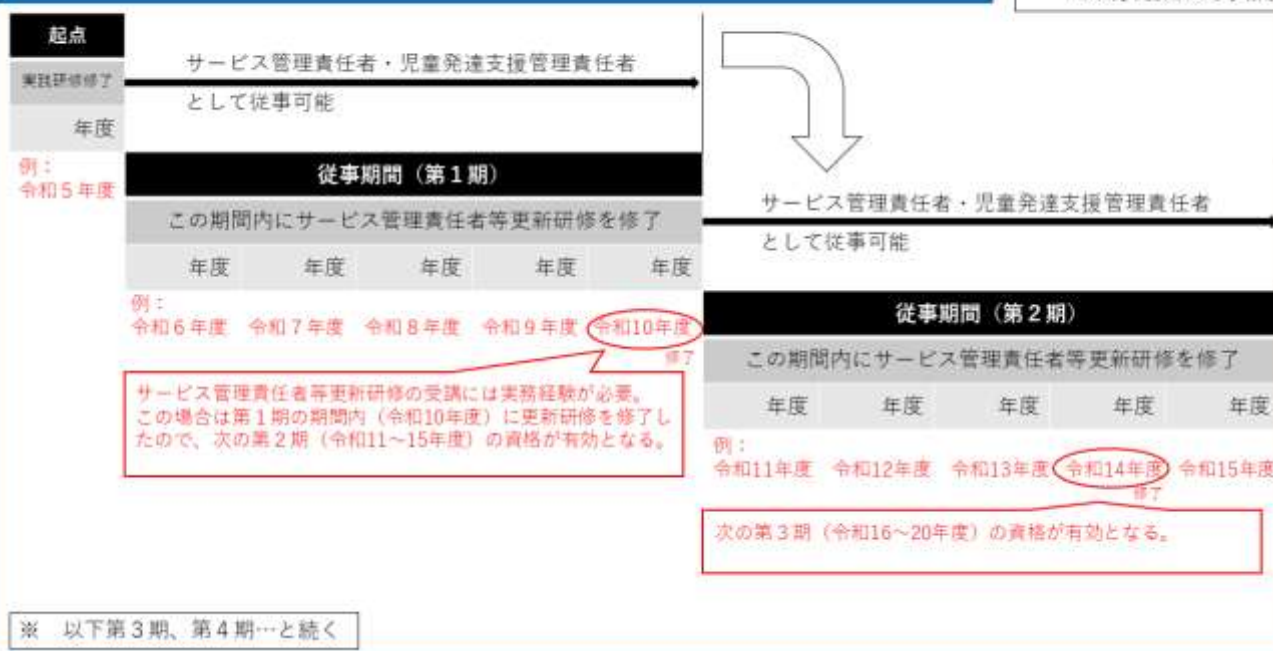 起点
実践研修修了
年度
例：
令和５年度
サービス管理責任者・児童発達支援管理責任者
として従事可能
従事期間（第１期）
この期間内にサービス管理責任者等更新研修を修了
年度 年度 年度 年度 年度
例：
令和６年度 令和７年度 令和８年度 令和９年度 令和10年度
修了
サービス管理責任者等更新研修の受講には実務経験が必要。
この場合は第１期の期間内（令和10年度）に更新研修を修了し
たので、次の第２期（令和11～15年度）の資格が有効となる。
サービス管理責任者・児童発達支援管理責任者
として従事可能
従事期間（第２期）
この期間内にサービス管理責任者等更新研修を修了
年度 年度 年度 年度 年度
例：
令和11年度 令和12年度 令和13年度 令和14年度 令和15年度
修了
次の第３期（令和16～20年度）の資格が有効となる。
※　以下第３期、第４期…と続く